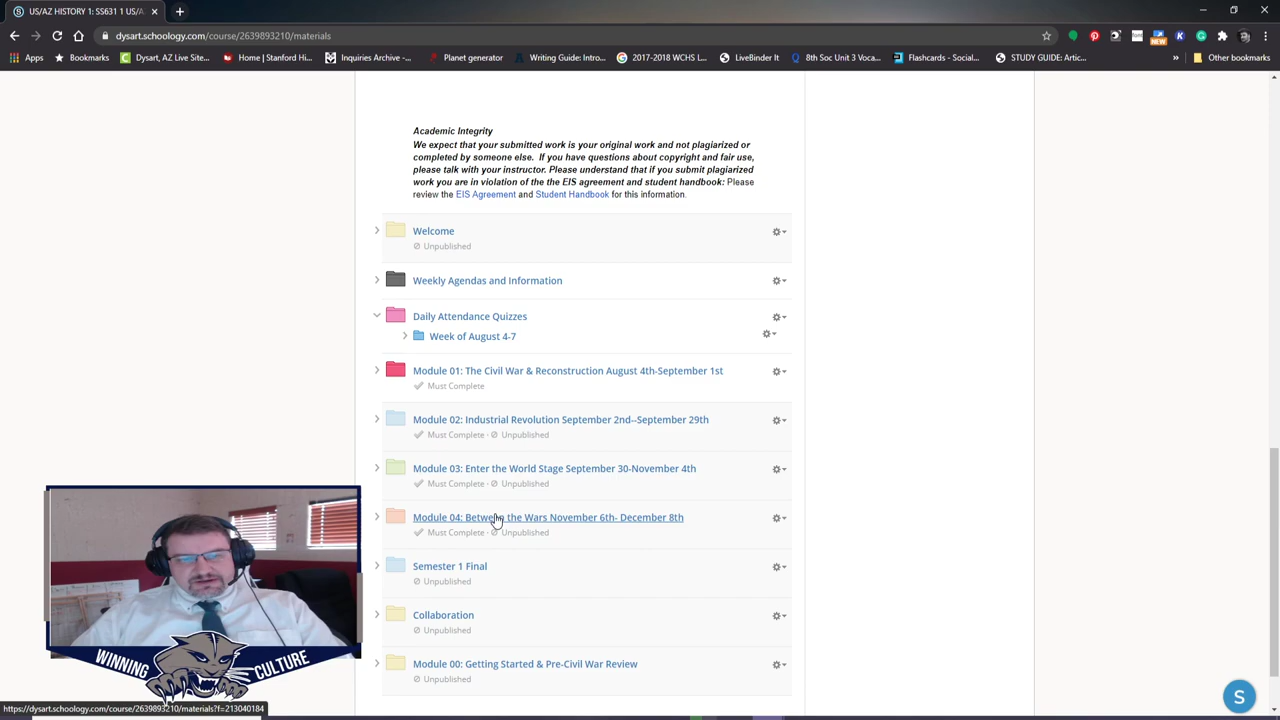 US/AZ HISTORY 1: SS631 1 US/A
dysart.schoology.com/course/2639893210/materials
Apps
Bookmarks
Dysart, AZ Live Site...
Home | Stanford Hi...
Inquiries Archive -...
Planet generator
Writing Guide: Intro...
2017-2018 WCHS L...
LiveBinder It
8th Soc Unit 3 Voca...
Flashcards - Social...
STUDY GUIDE: Artic...
»
Other bookmarks
NEW
Academic Integrity
We expect that your submitted work is your original work and not plagiarized or
completed by someone else. If you have questions about copyright and fair use,
please talk with your instructor. Please understand that if you submit plagiarized
work you are in violation of the the EIS agreement and student handbook: Please
review the EIS Agreement and Student Handbook for this information.
Welcome
Unpublished
Weekly Agendas and Information
Daily Attendance Quizzes
Week of August 4-7
Module 01: The Civil War & Reconstruction August 4th-September 1st
Must Complete
Module 02: Industrial Revolution September 2nd--September 29th
Must Complete · Unpublished
Module 03: Enter the World Stage September 30-November 4th
Must Complete · Unpublished
Module 04: Between the Wars November 6th- December 8th
Must Complete · Unpublished
Semester 1 Final
Unpublished
Collaboration
Unpublished
Module 00: Getting Started & Pre-Civil War Review
Unpublished
WINNING CULTURE
S
https://dysart.schoology.com/course/2639893210/materials?f=213040184